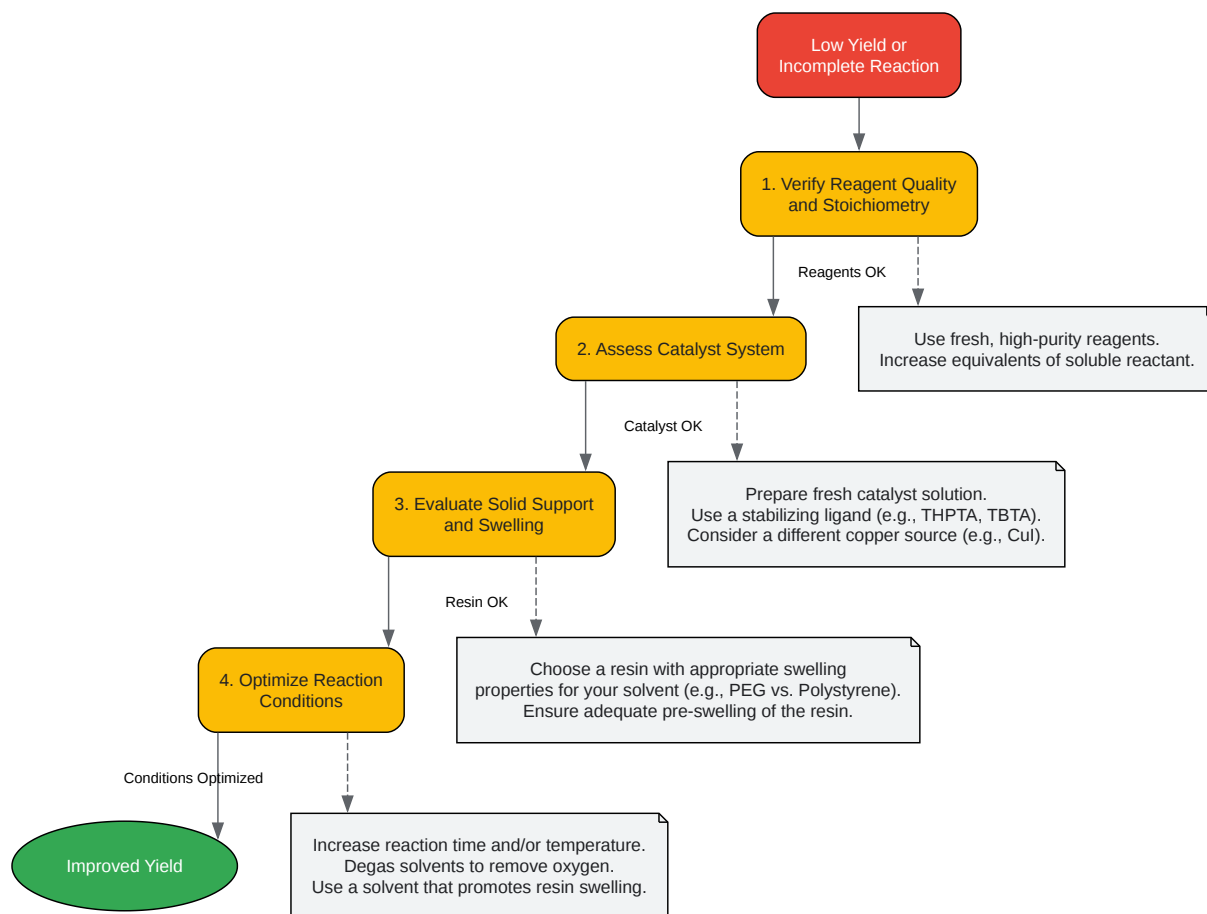 Low Yield or
Incomplete Reaction
1. Verify Reagent Quality
and Stoichiometry
Reagents OK
Use fresh, high-purity reagents.
Increase equivalents of soluble reactant.
2. Assess Catalyst System
Catalyst OK
Prepare fresh catalyst solution.
Use a stabilizing ligand (e.g., THPTA, TBTA).
Consider a different copper source (e.g., CuI).
3. Evaluate Solid Support
and Swelling
Resin OK
Choose a resin with appropriate swelling
properties for your solvent (e.g., PEG vs. Polystyrene).
Ensure adequate pre-swelling of the resin.
4. Optimize Reaction
Conditions
Conditions Optimized
Increase reaction time and/or temperature.
Degas solvents to remove oxygen.
Use a solvent that promotes resin swelling.
Improved Yield